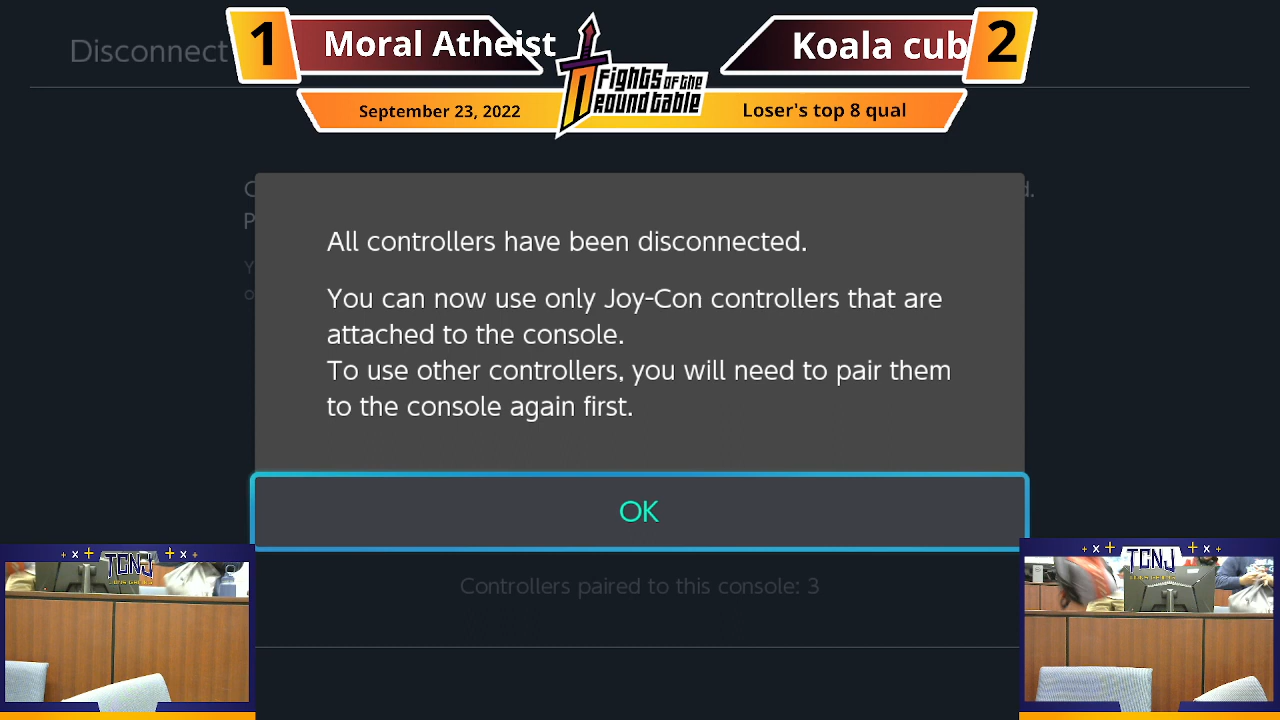 Disconnect
1
Moral Atheist
Koala cub
2
Fights of the
Round table
September 23, 2022
Loser's top 8 qual
All controllers have been disconnected.
You can now use only Joy-Con controllers that are
attached to the console.
To use other controllers, you will need to pair them
to the console again first.
OK
Controllers paired to this console: 3
TCNJ
TCNJ